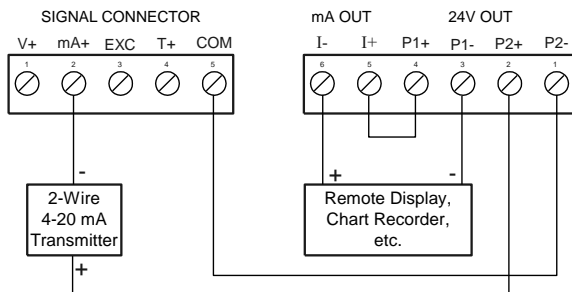 SIGNAL CONNECTOR
mA OUT 24V OUT
V+ mA+ EXC T+ COM
I- I+ P1+ P1- P2+ P2-
1 2 3 4 5
6 5 4 3 2 1
-
+ -
2-Wire
4-20 mA
Transmitter
Remote Display,
Chart Recorder,
etc.
+